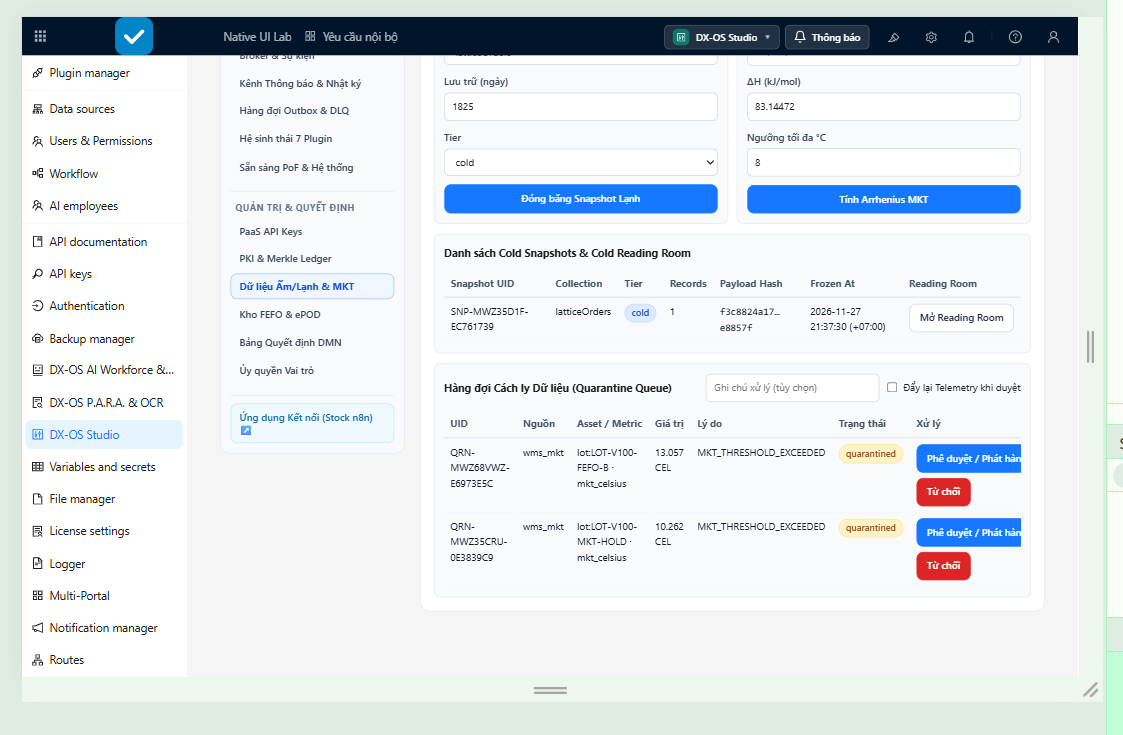 Native UI Lab
Yêu cầu nội bộ
DX-OS Studio
Thông báo
Plugin manager
Data sources
Users & Permissions
Workflow
AI employees
API documentation
API keys
Authentication
Backup manager
DX-OS AI Workforce &...
DX-OS P.A.R.A. & OCR
DX-OS Studio
Variables and secrets
File manager
License settings
Logger
Multi-Portal
Notification manager
Routes
Broker & Sự kiện
Kênh Thông báo & Nhật ký
Hàng đợi Outbox & DLQ
Hệ sinh thái 7 Plugin
Sẵn sàng PoF & Hệ thống
QUẢN TRỊ & QUYẾT ĐỊNH
PaaS API Keys
PKI & Merkle Ledger
Dữ liệu Ấm/Lạnh & MKT
Kho FEFO & ePOD
Bảng Quyết định DMN
Ủy quyền Vai trò
Ứng dụng Kết nối (Stock n8n)
Lưu trữ (ngày)
1825
Tier
cold
Đóng băng Snapshot Lạnh
ΔH (kJ/mol)
83.14472
Ngưỡng tối đa °C
8
Tính Arrhenius MKT
Danh sách Cold Snapshots & Cold Reading Room
Snapshot UID Collection Tier Records Payload Hash Frozen At Reading Room
SNP-MWZ35D1F- latticeOrders cold 1 f3c8824a17… 2026-11-27 Mở Reading Room
EC761739 e8857f 21:37:30 (+07:00)
Hàng đợi Cách ly Dữ liệu (Quarantine Queue)
Ghi chú xử lý (tùy chọn)
Đẩy lại Telemetry khi duyệt
UID Nguồn Asset / Metric Giá trị Lý do Trạng thái Xử lý
QRN- wms_mkt lot:LOT-V100- 13.057 MKT_THRESHOLD_EXCEEDED quarantined Phê duyệt / Phát hàn
MWZ68VWZ- FEFO-B · CEL
E6973E5C mkt_celsius Từ chối
QRN- wms_mkt lot:LOT-V100- 10.262 MKT_THRESHOLD_EXCEEDED quarantined Phê duyệt / Phát hàn
MWZ35CRU- MKT-HOLD · CEL
0E3839C9 mkt_celsius Từ chối